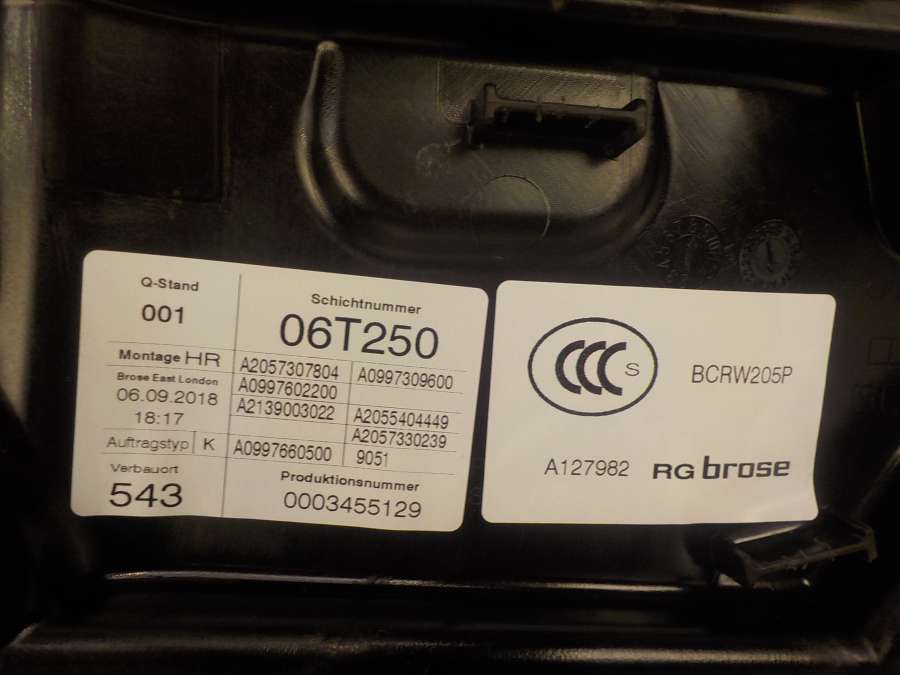 Q-Stand
001
Schichtnummer
06T250
Montage HR
Brose East London
06.09.2018
18:17
A2057307804 A0997309600
A0997602200
A2139003022 A2055404449
A2057330239
A0997660500 9051
Auftragstyp K
Verbauort
543
Produktionsnummer
0003455129
CCC S
BCRW205P
A127982 RG brose